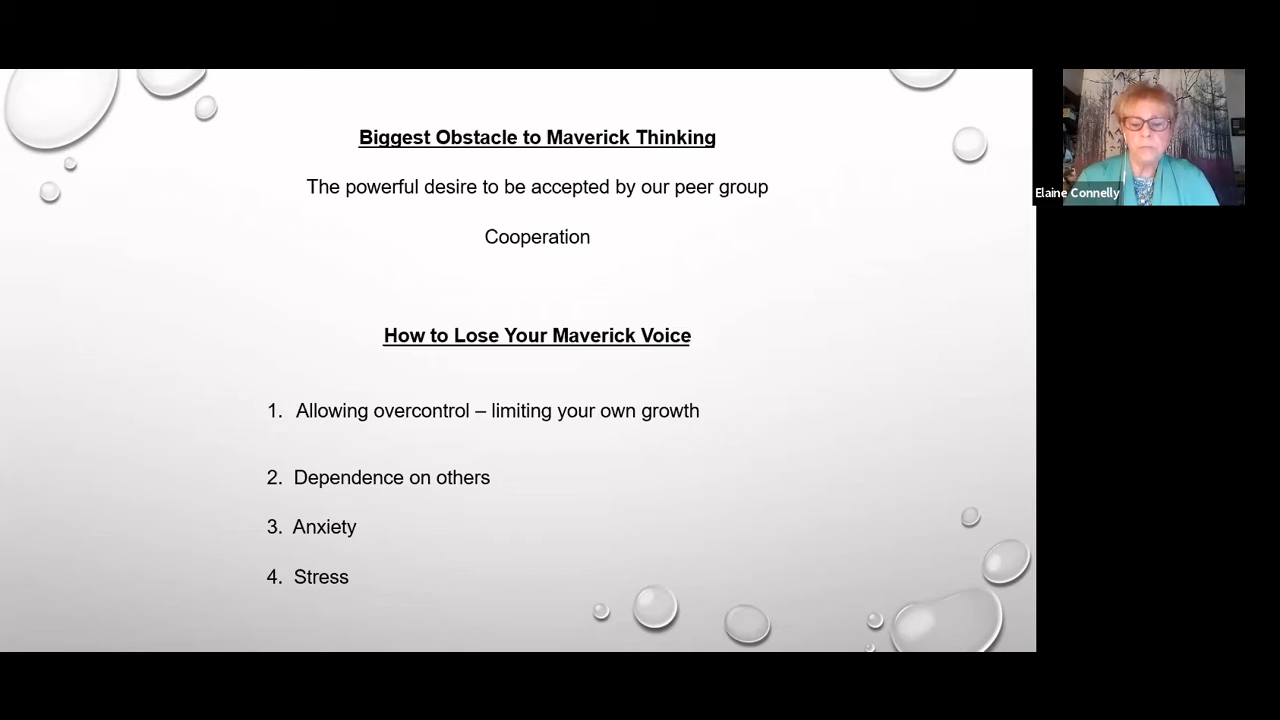 Biggest Obstacle to Maverick Thinking
The powerful desire to be accepted by our peer group
Cooperation
How to Lose Your Maverick Voice
1. Allowing overcontrol – limiting your own growth
2. Dependence on others
3. Anxiety
4. Stress
Elaine Connelly